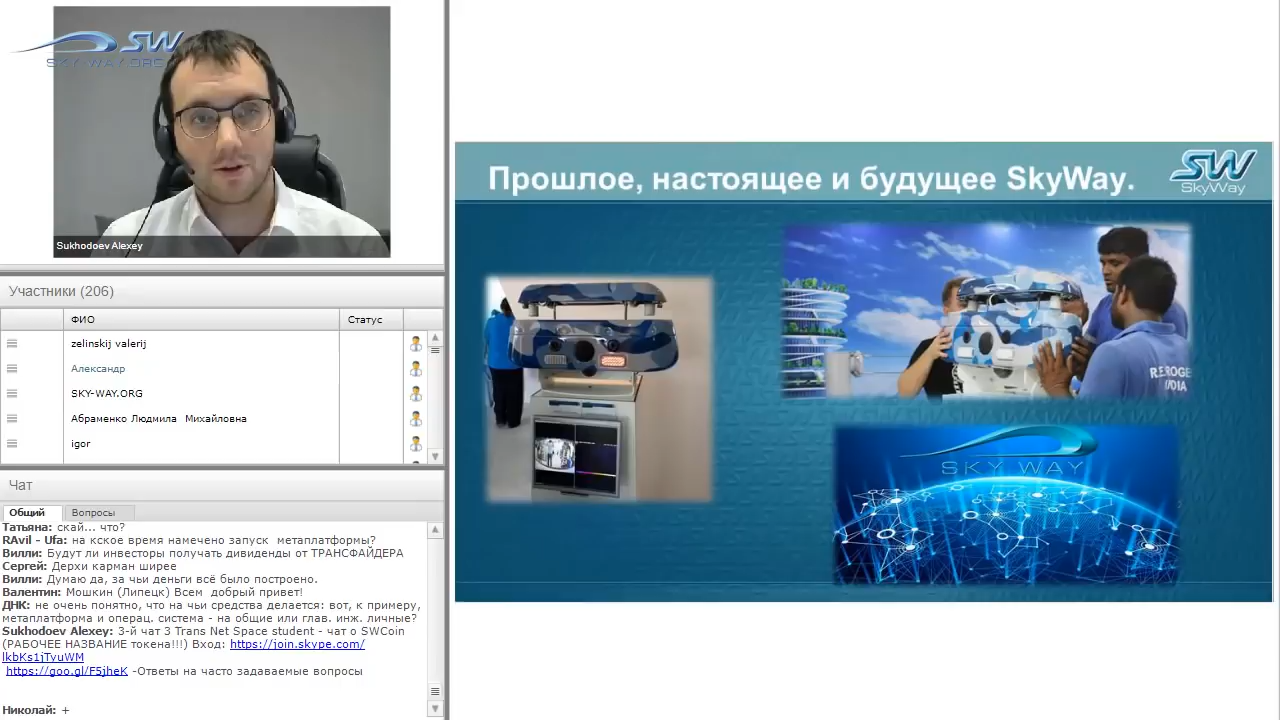 SW
SKY-WAY.ORG
Sukhodoev Alexey
Участники (206)
ФИО
Статус
zelinskij valerij
Александр
SKY-WAY.ORG
Абраменко Людмила Михайловна
igor
Чат
Общий
Вопросы
Татьяна: скай... что?
RAvil - Ufa: на кское время намечено запуск метаплатформы?
Вилли: Будут ли инвесторы получать дивиденды от ТРАНСФАЙДЕРА
Сергей: Дерхи карман ширее
Вилли: Думаю да, за чьи деньги всё было построено.
Валентин: Мошкин (Липецк) Всем добрый привет!
ДНК: не очень понятно, что на чьи средства делается: вот, к примеру,
метаплатформа и операц. система - на общие или глав. инж. личные?
Sukhodoev Alexey: 3-й чат 3 Trans Net Space student - чат о SWCoin
(РАБОЧЕЕ НАЗВАНИЕ токена!!!) Вход: https://join.skype.com/
lkbKs1jTvuWM
https://goo.gl/F5jheK -Ответы на часто задаваемые вопросы
Николай: +
Прошлое, настоящее и будущее SkyWay.
SW
SkyWay
SKY WAY